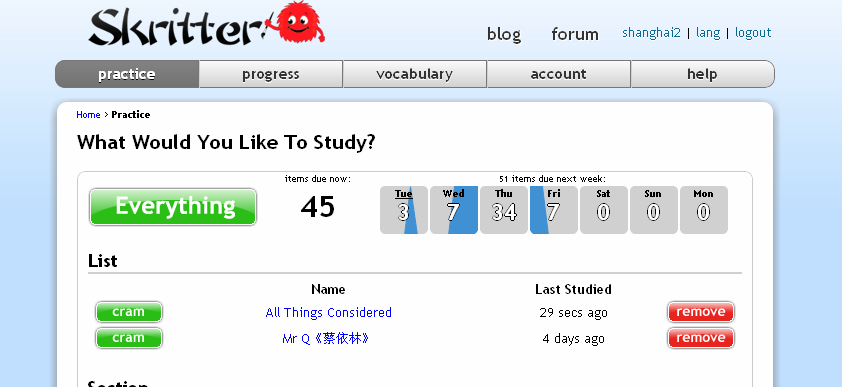 Skritter
blog forum shanghai2 | lang | logout
practice progress vocabulary account help
Home > Practice
What Would You Like To Study?
items due now: 51 items due next week:
Everything 45
Tue Wed Thu Fri Sat Sun Mon
3 7 34 7 0 0 0
List
Name Last Studied
cram All Things Considered 29 secs ago remove
cram Mr Q《蔡依林》 4 days ago remove
Section